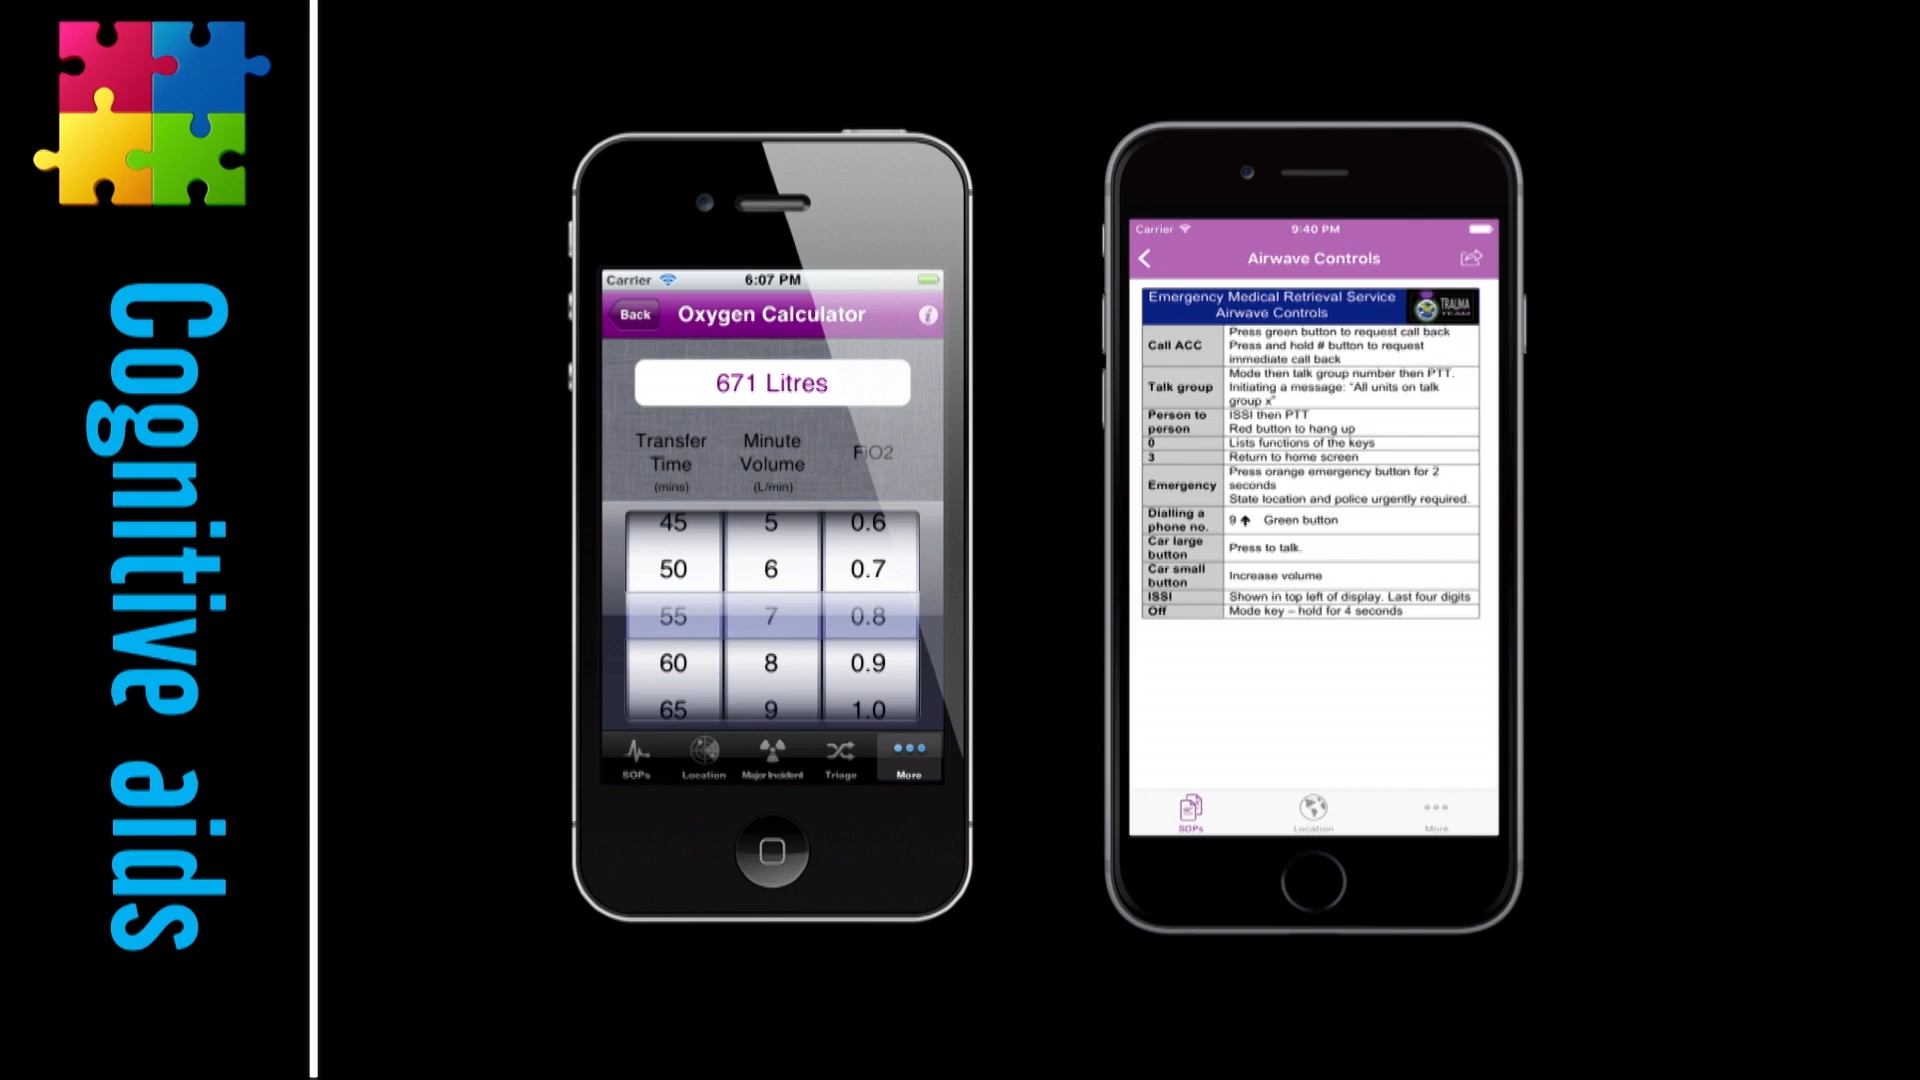 Cognitive aids
Carrier
6:07 PM
Back
Oxygen Calculator
671 Litres
Transfer
Time
(mins)
Minute
Volume
(L/min)
FiO2
45 5 0.6
50 6 0.7
55 7 0.8
60 8 0.9
65 9 1.0
SOPs Location Major Incident Triage More
Carrier
9:40 PM
Airwave Controls
Emergency Medical Retrieval Service
Airwave Controls
TRAUMA
TEAM
Call ACC
Press green button to request call back
Press and hold # button to request
immediate call back
Talk group
Mode then talk group number then PTT.
Initiating a message: "All units on talk
group x"
Person to
person
ISSI then PTT
Red button to hang up
0 Lists functions of the keys
3 Return to home screen
Emergency
Press orange emergency button for 2
seconds
State location and police urgently required.
Dialling a
phone no.
9 ↑ Green button
Car large
button
Press to talk.
Car small
button
Increase volume
ISSI Shown in top left of display. Last four digits
Off Mode key – hold for 4 seconds
SOPs Location More